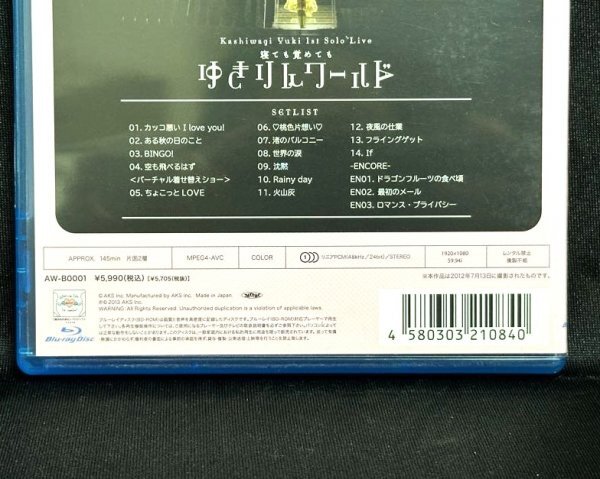 Kashiwagi Yuki 1st Solo Live
寝ても覚めても
ゆきりんワールド
SETLIST
01. カッコ悪い I love you!
02. ある秋の日のこと
03. BINGO!
04. 空も飛べるはず
<バーチャル着せ替えショー>
05. ちょこっとLOVE
06. ♡桃色片想い♡
07. 渚のバルコニー
08. 世界の涙
09. 沈黙
10. Rainy day
11. 火山灰
12. 夜風の仕業
13. フライングゲット
14. If
-ENCORE-
EN01. ドラゴンフルーツの食べ頃
EN02. 最初のメール
EN03. ロマンス・プライバシー
APPROX. 145min 片面2層
MPEG4-AVC
COLOR
1 リニアPCM(48kHz/24bit)/STEREO
1920×1080
59.94i
レンタル禁止
複製不能
AW-B0001 ¥5,990(税込) [¥5,705(税抜)]
※本作品は2012年7月13日に撮影されたものです。
Ⓟ AKS Inc. Manufactured by AKS Inc. Made in Japan.
©2012 AKS Inc.
WARNING: All Rights Reserved. Unauthorized duplication is a violation of applicable laws.
Blu-ray Disc
4 580303 210840